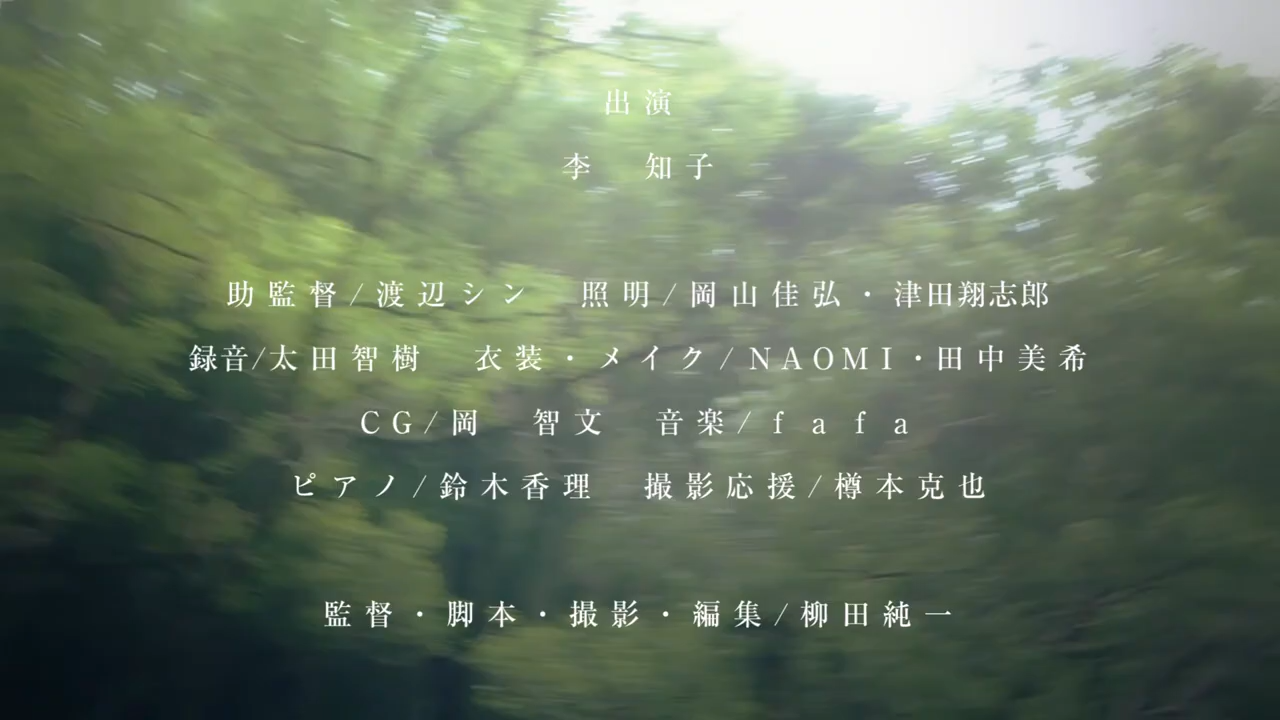 出演
李　知子
助監督/渡辺シン　照明/岡山佳弘・津田翔志郎
録音/太田智樹　衣装・メイク/NAOMI・田中美希
CG/岡　智文　音楽/fafa
ピアノ/鈴木香理　撮影応援/樽本克也
監督・脚本・撮影・編集/柳田純一